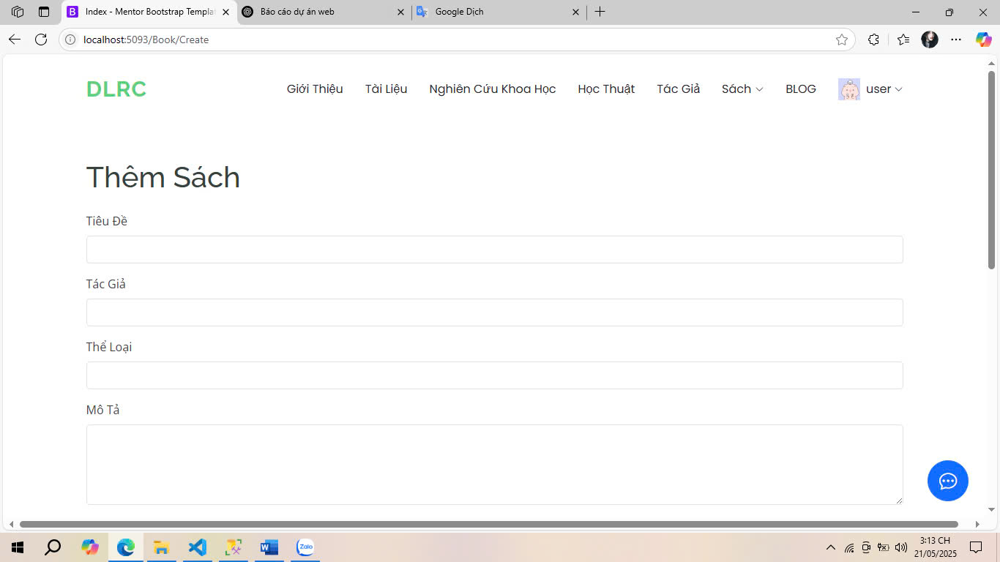 Index - Mentor Bootstrap Templat
Báo cáo dự án web
Google Dịch
localhost:5093/Book/Create
DLRC
Giới Thiệu
Tài Liệu
Nghiên Cứu Khoa Học
Học Thuật
Tác Giả
Sách
BLOG
user
Thêm Sách
Tiêu Đề
Tác Giả
Thể Loại
Mô Tả
Zalo
3:13 CH
21/05/2025